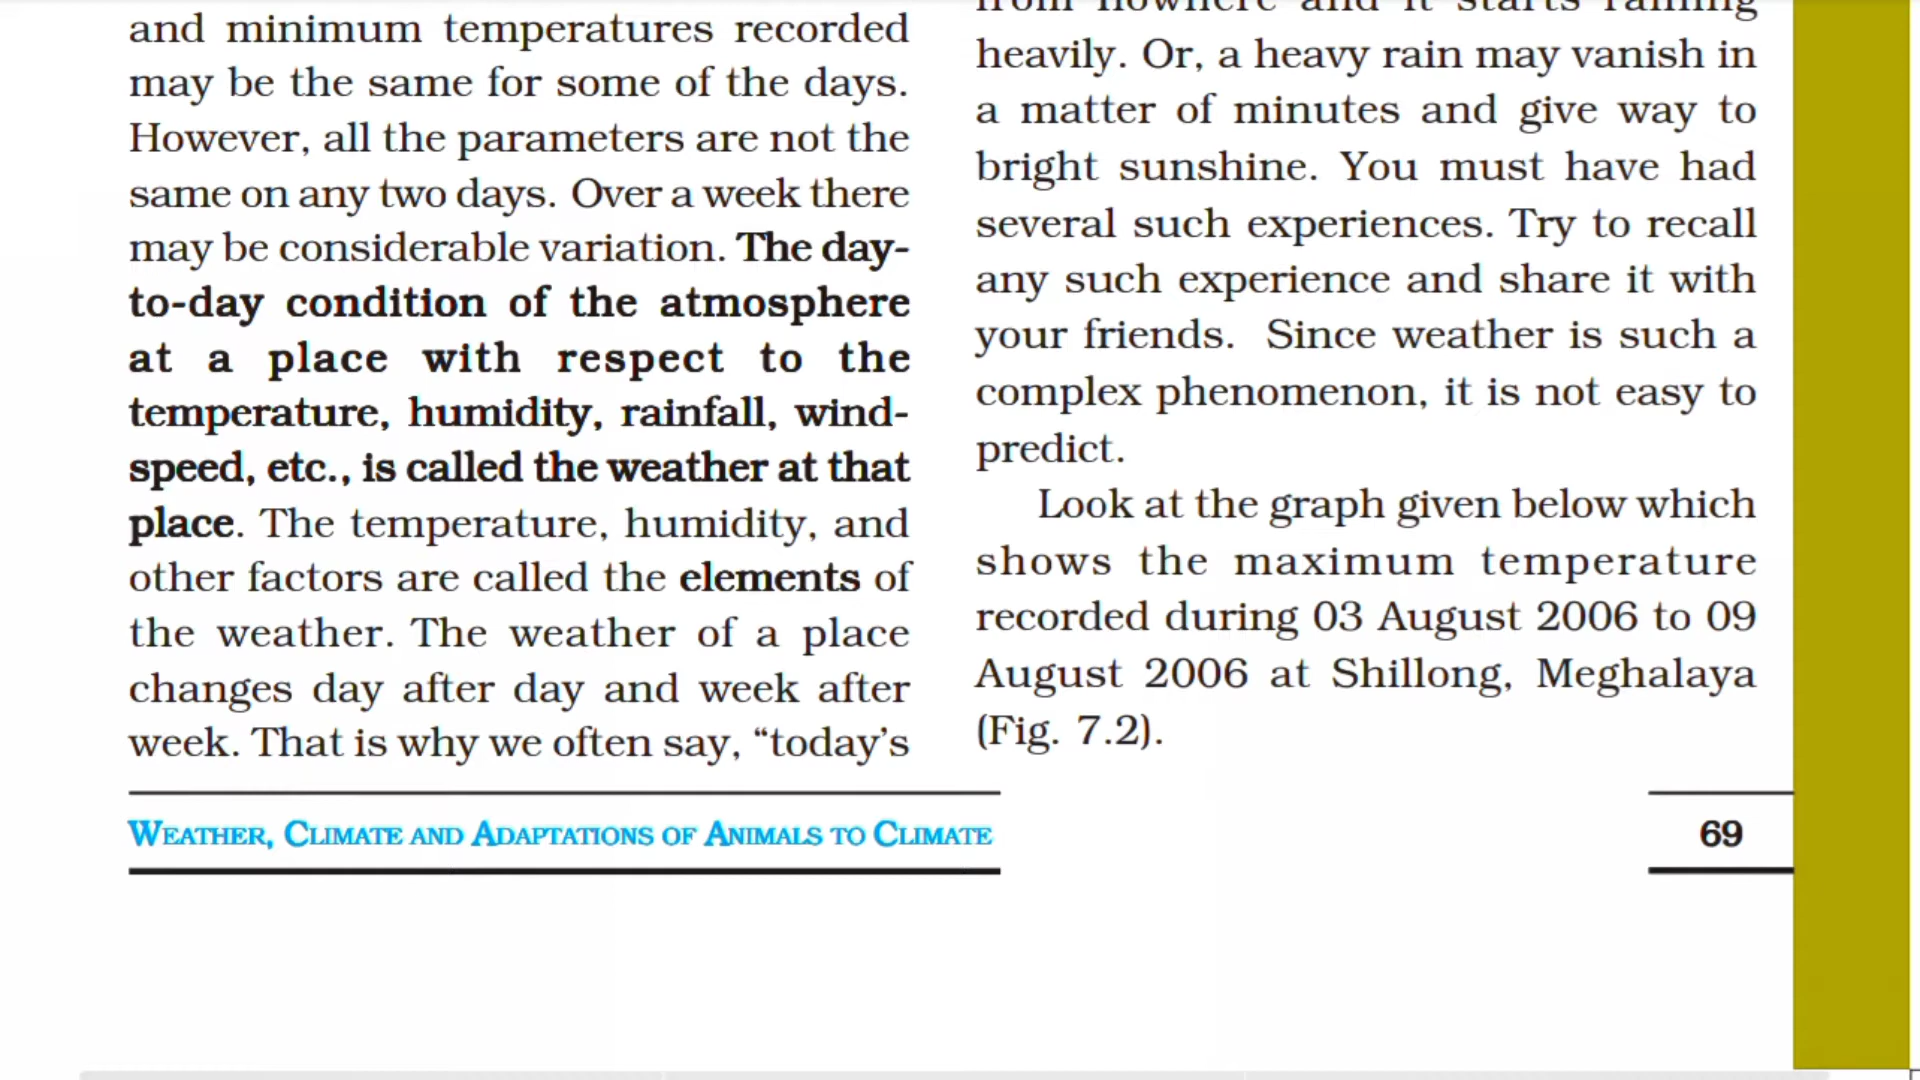 and minimum temperatures recorded
may be the same for some of the days.
However, all the parameters are not the
same on any two days. Over a week there
may be considerable variation. The day-
to-day condition of the atmosphere
at a place with respect to the
temperature, humidity, rainfall, wind-
speed, etc., is called the weather at that
place. The temperature, humidity, and
other factors are called the elements of
the weather. The weather of a place
changes day after day and week after
week. That is why we often say, “today’s
from nowhere and it starts raining
heavily. Or, a heavy rain may vanish in
a matter of minutes and give way to
bright sunshine. You must have had
several such experiences. Try to recall
any such experience and share it with
your friends. Since weather is such a
complex phenomenon, it is not easy to
predict.
Look at the graph given below which
shows the maximum temperature
recorded during 03 August 2006 to 09
August 2006 at Shillong, Meghalaya
(Fig. 7.2).
WEATHER, CLIMATE AND ADAPTATIONS OF ANIMALS TO CLIMATE
69